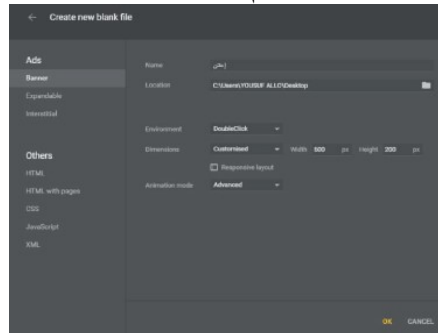 ← Create new blank file
Ads
Banner
Expandable
Interstitial
Others
HTML
HTML with pages
CSS
JavaScript
XML
Name إعلان
Location C:\Users\YOUSUF ALLO\Desktop
Environment DoubleClick
Dimensions Customised Width 500 px Height 200 px
Responsive layout
Animation mode Advanced
OK CANCEL